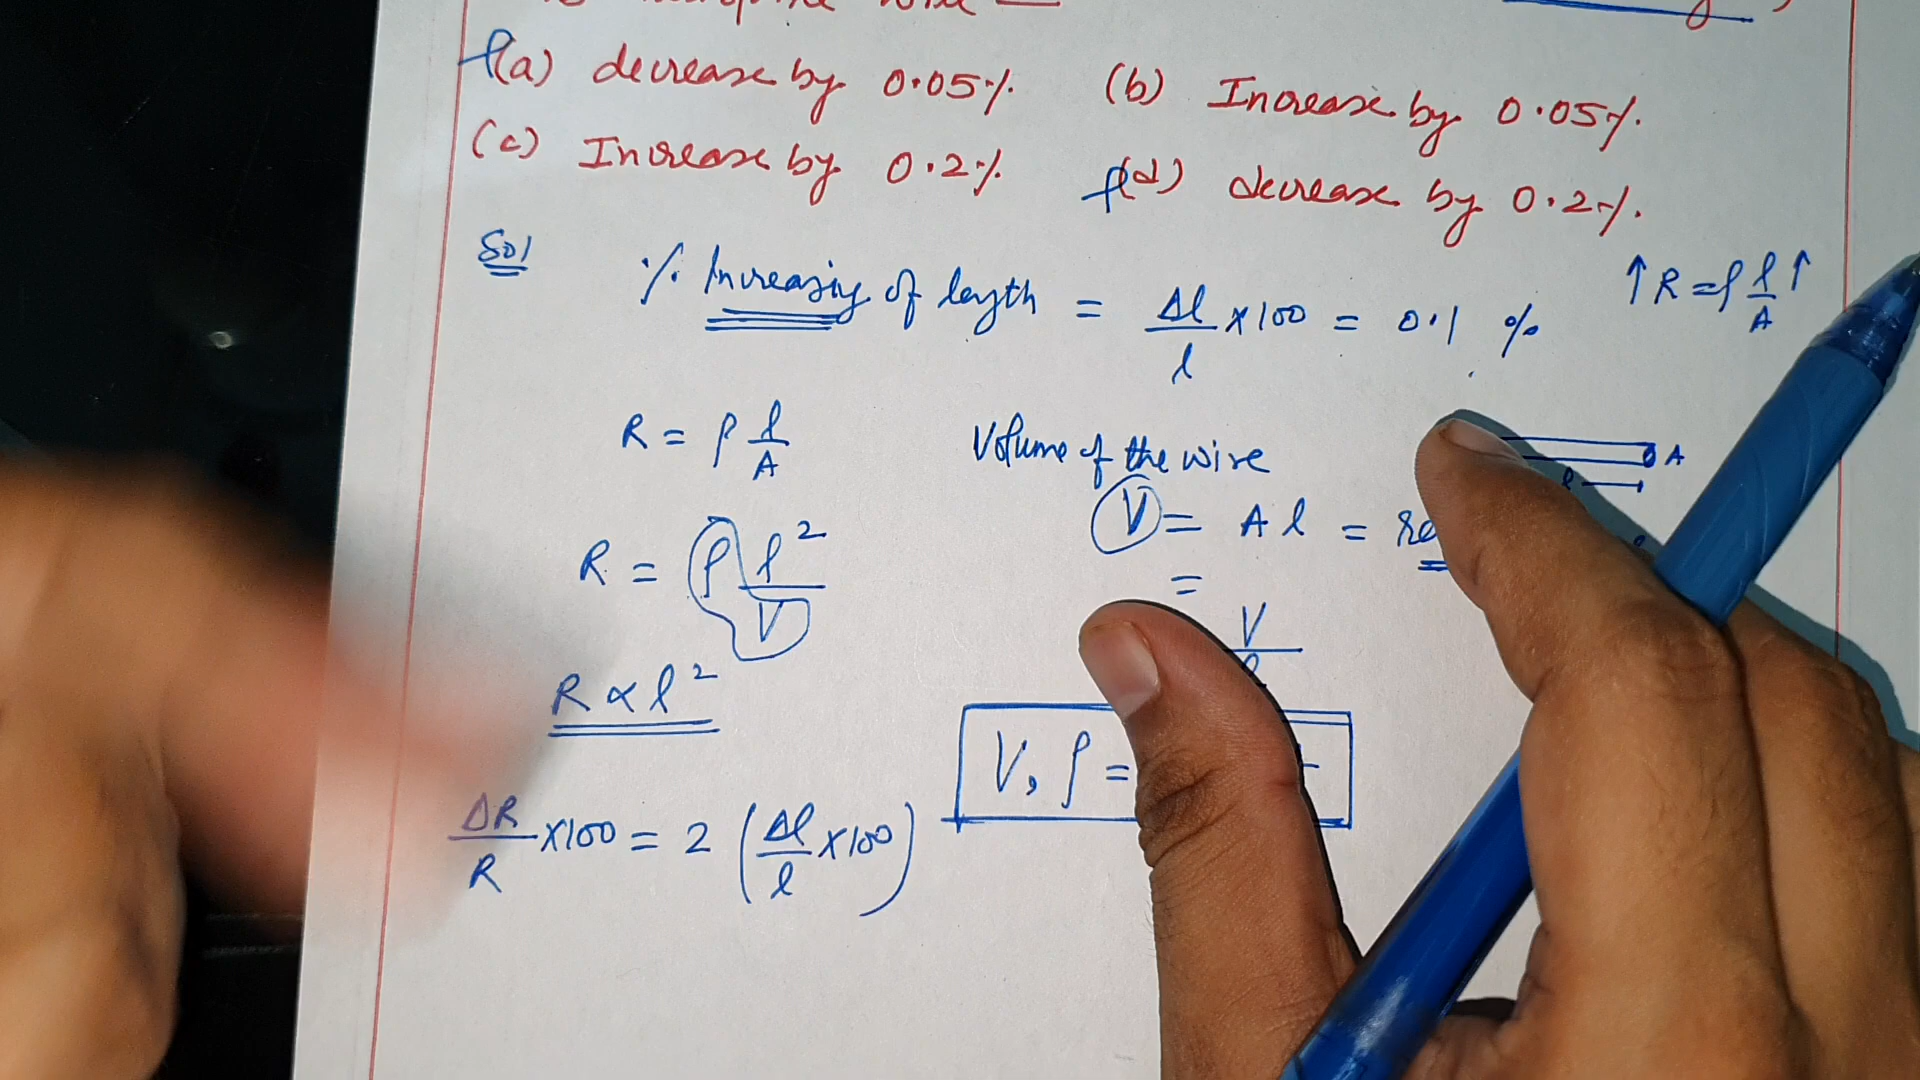 wire
(a) decrease by 0.05% (b) Increase by 0.05%.
(c) Increase by 0.2% (d) decrease by 0.2%.
Sol
% Increasing of length = Δl/l × 100 = 0.1 %
↑ R = ρ l/A ↑
R = ρ l/A
Volume of the wire
A
l
V = A l =
R = ρ l²/V
=
V/l
R ∝ l²
V, ρ =
ΔR/R × 100 = 2 (Δl/l × 100)